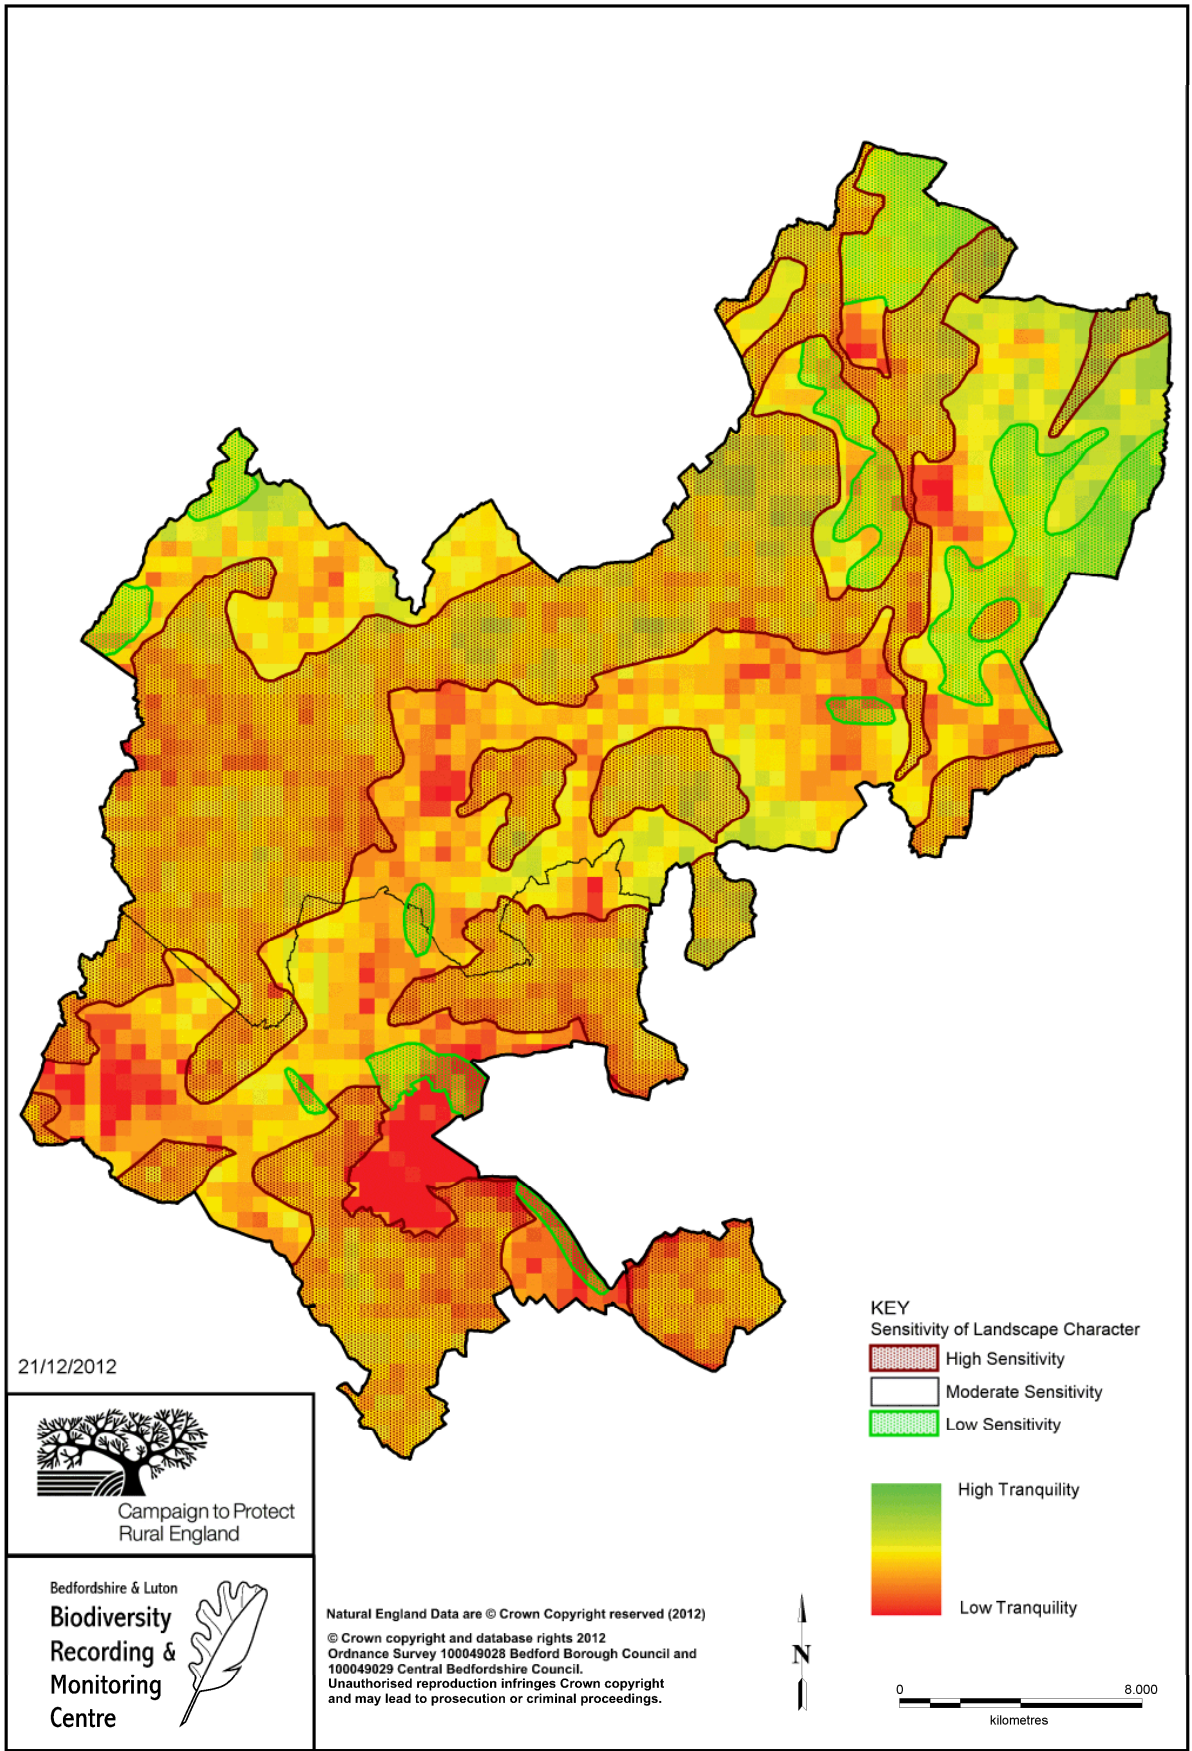 KEY
Sensitivity of Landscape Character
High Sensitivity
Moderate Sensitivity
Low Sensitivity
High Tranquility
Low Tranquility
21/12/2012
Campaign to Protect
Rural England
Bedfordshire & Luton
Biodiversity
Recording &
Monitoring
Centre
Natural England Data are © Crown Copyright reserved (2012)
© Crown copyright and database rights 2012
Ordnance Survey 100049028 Bedford Borough Council and
100049029 Central Bedfordshire Council.
Unauthorised reproduction infringes Crown copyright
and may lead to prosecution or criminal proceedings.
N
0 8.000
kilometres